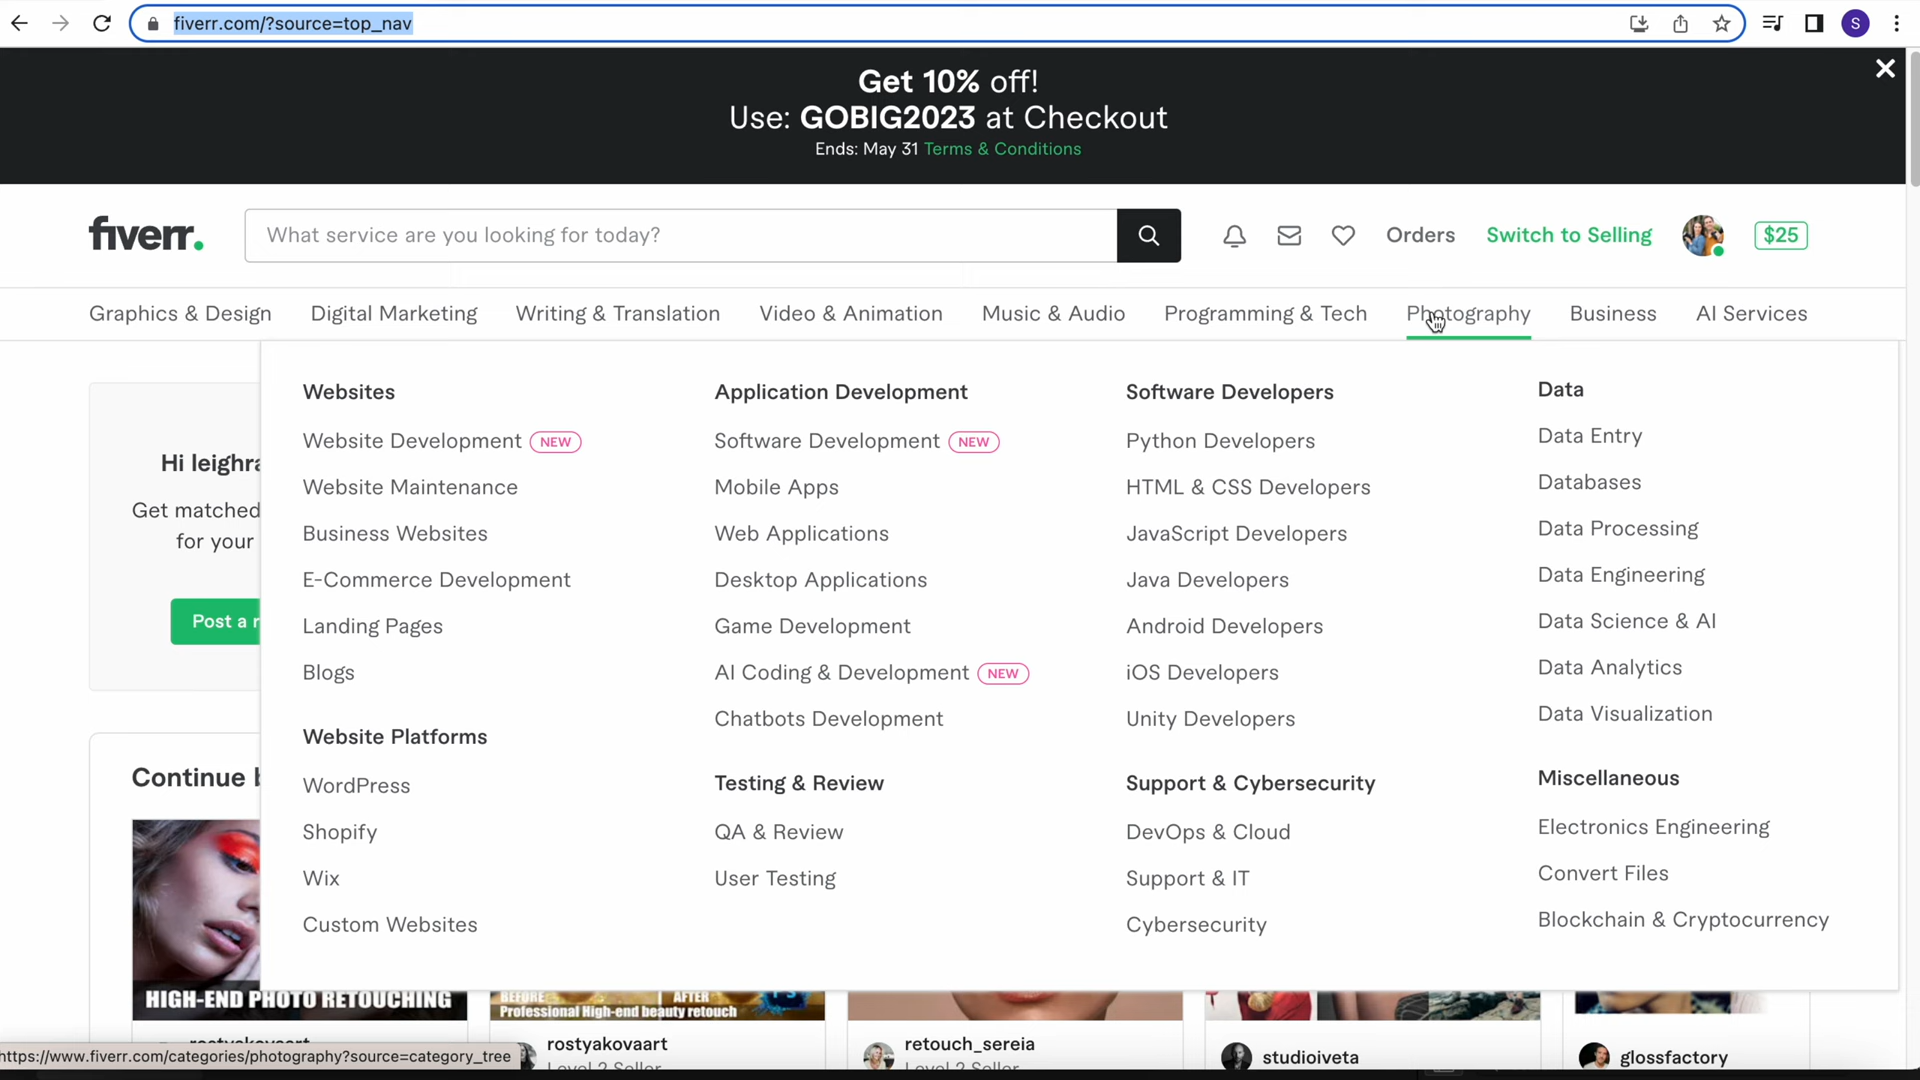 fiverr.com/?source=top_nav
S
Get 10% off!
Use: GOBIG2023 at Checkout
Ends: May 31 Terms & Conditions
fiverr.
What service are you looking for today?
Orders
Switch to Selling
$25
Graphics & Design
Digital Marketing
Writing & Translation
Video & Animation
Music & Audio
Programming & Tech
Photography
Business
AI Services
Hi leighra
Get matched
for your
Post a r
Continue b
Websites
Website Development NEW
Website Maintenance
Business Websites
E-Commerce Development
Landing Pages
Blogs
Website Platforms
WordPress
Shopify
Wix
Custom Websites
Application Development
Software Development NEW
Mobile Apps
Web Applications
Desktop Applications
Game Development
AI Coding & Development NEW
Chatbots Development
Testing & Review
QA & Review
User Testing
Software Developers
Python Developers
HTML & CSS Developers
JavaScript Developers
Java Developers
Android Developers
iOS Developers
Unity Developers
Support & Cybersecurity
DevOps & Cloud
Support & IT
Cybersecurity
Data
Data Entry
Databases
Data Processing
Data Engineering
Data Science & AI
Data Analytics
Data Visualization
Miscellaneous
Electronics Engineering
Convert Files
Blockchain & Cryptocurrency
HIGH-END PHOTO RETOUCHING
BEFORE AFTER
Professional High-end beauty retouch
rostyakovaart
rostyakovaart
Level 2 Seller
retouch_sereia
Level 2 Seller
studioiveta
glossfactory
https://www.fiverr.com/categories/photography?source=category_tree